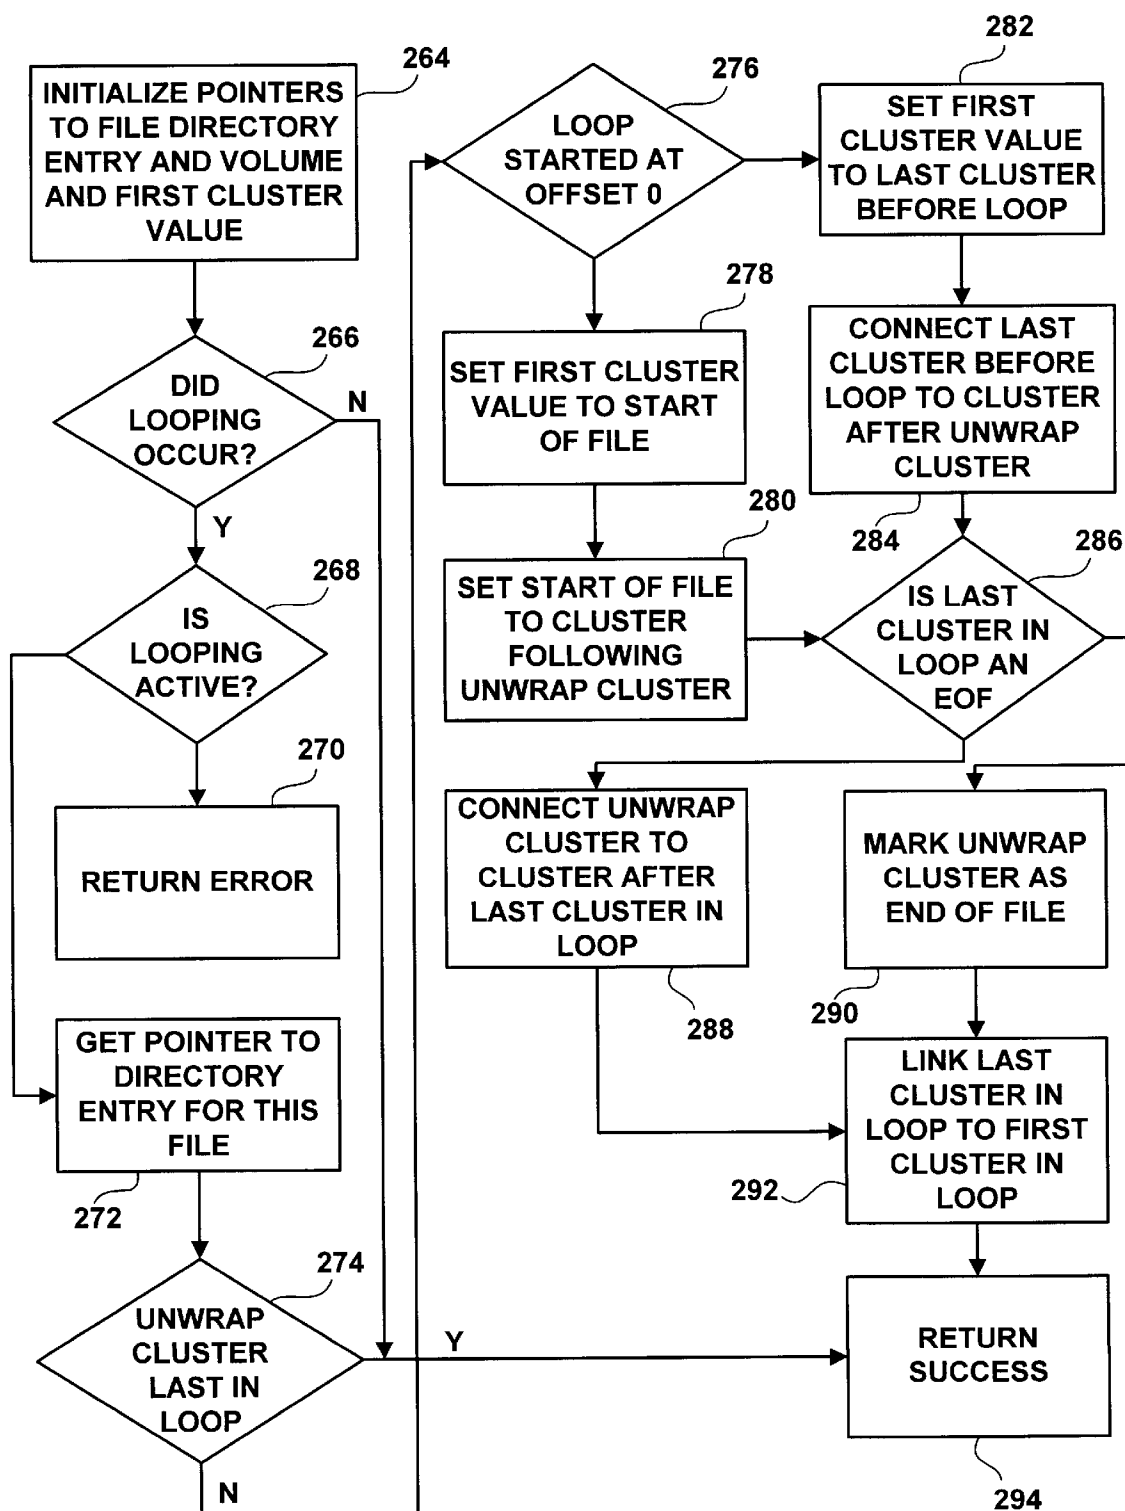 264
INITIALIZE POINTERS
TO FILE DIRECTORY
ENTRY AND VOLUME
AND FIRST CLUSTER
VALUE
266
DID
LOOPING
OCCUR?
N
Y
268
IS
LOOPING
ACTIVE?
270
RETURN ERROR
GET POINTER TO
DIRECTORY
ENTRY FOR THIS
FILE
272
274
UNWRAP
CLUSTER
LAST IN
LOOP
Y
N
276
LOOP
STARTED AT
OFFSET 0
278
SET FIRST CLUSTER
VALUE TO START
OF FILE
280
SET START OF FILE
TO CLUSTER
FOLLOWING
UNWRAP CLUSTER
282
SET FIRST
CLUSTER VALUE
TO LAST CLUSTER
BEFORE LOOP
CONNECT LAST
CLUSTER BEFORE
LOOP TO CLUSTER
AFTER UNWRAP
CLUSTER
284
286
IS LAST
CLUSTER IN
LOOP AN
EOF
CONNECT UNWRAP
CLUSTER TO
CLUSTER AFTER
LAST CLUSTER IN
LOOP
288
MARK UNWRAP
CLUSTER AS
END OF FILE
290
LINK LAST
CLUSTER IN
LOOP TO FIRST
CLUSTER IN
LOOP
292
RETURN
SUCCESS
294